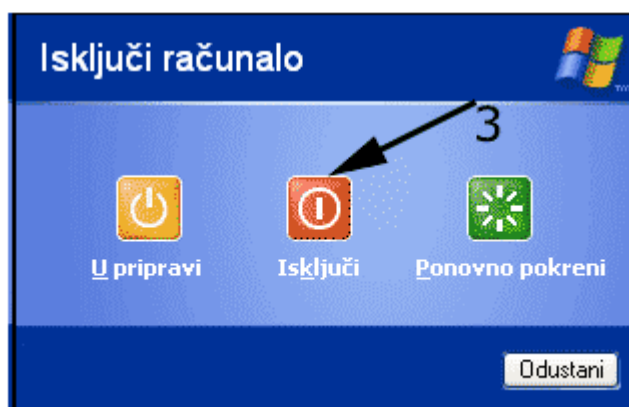 Isključi računalo
3
U pripravi
Isključi
Ponovno pokreni
Odustani